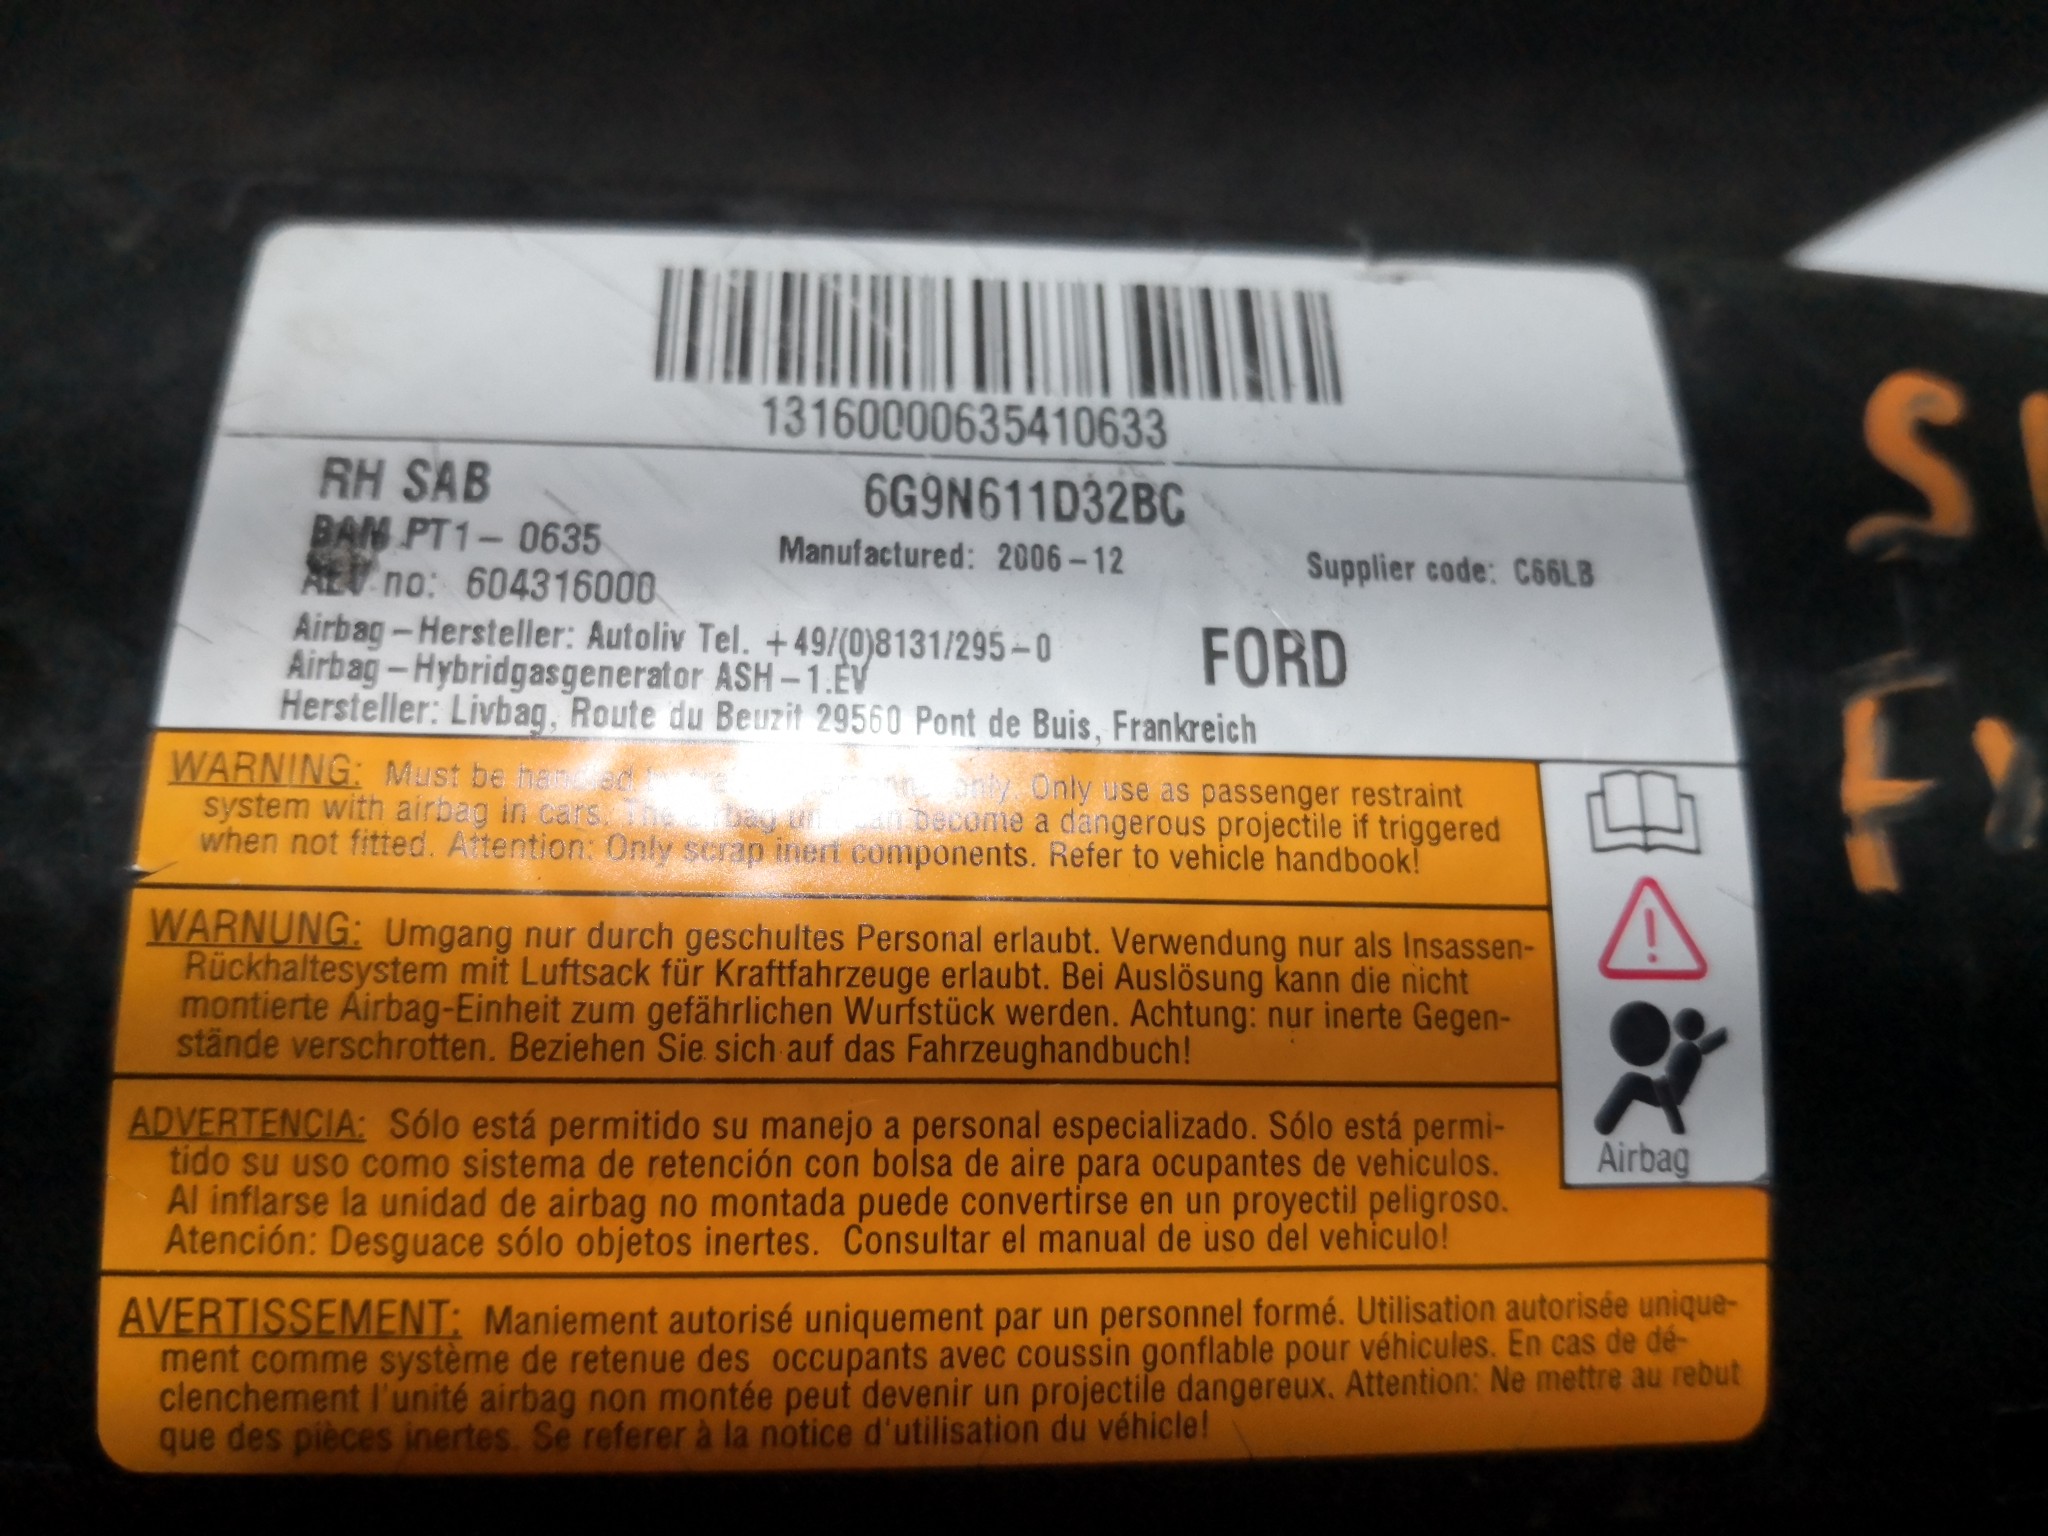 13160000635410633
RH SAB
6G9N611D32BC
BAM PT1- 0635
Manufactured: 2006-12
Supplier code: C66LB
ALV no: 604316000
Airbag-Hersteller: Autoliv Tel. +49/(0)8131/295-0
FORD
Airbag-Hybridgasgenerator ASH-1.EV
Hersteller: Livbag, Route du Beuzit 29560 Pont de Buis, Frankreich
WARNING: Must be handled only. Only use as passenger restraint
system with airbag in cars. The airbag unit can become a dangerous projectile if triggered
when not fitted. Attention: Only scrap inert components. Refer to vehicle handbook!
WARNUNG: Umgang nur durch geschultes Personal erlaubt. Verwendung nur als Insassen-
Rückhaltesystem mit Luftsack für Kraftfahrzeuge erlaubt. Bei Auslösung kann die nicht
montierte Airbag-Einheit zum gefährlichen Wurfstück werden. Achtung: nur inerte Gegen-
stände verschrotten. Beziehen Sie sich auf das Fahrzeughandbuch!
Airbag
ADVERTENCIA: Sólo está permitido su manejo a personal especializado. Sólo está permi-
tido su uso como sistema de retención con bolsa de aire para ocupantes de vehiculos.
Al inflarse la unidad de airbag no montada puede convertirse en un proyectil peligroso.
Atención: Desguace sólo objetos inertes. Consultar el manual de uso del vehiculo!
AVERTISSEMENT: Maniement autorisé uniquement par un personnel formé. Utilisation autorisée unique-
ment comme système de retenue des occupants avec coussin gonflable pour véhicules. En cas de dé-
clenchement l'unité airbag non montée peut devenir un projectile dangereux. Attention: Ne mettre au rebut
que des pièces inertes. Se referer à la notice d'utilisation du véhicle!